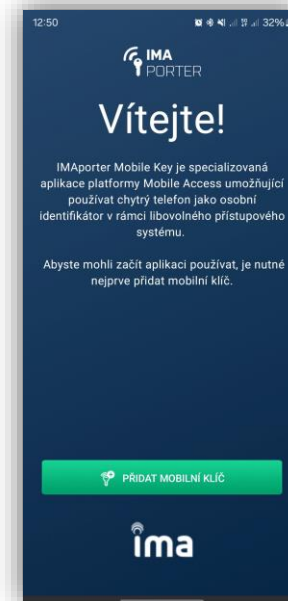 12:50 32%
IMA
PORTER
Vítejte!
IMAporter Mobile Key je specializovaná
aplikace platformy Mobile Access umožňující
používat chytrý telefon jako osobní
identifikátor v rámci libovolného přístupového
systému.
Abyste mohli začít aplikaci používat, je nutné
nejprve přidat mobilní klíč.
PŘIDAT MOBILNÍ KLÍČ
ima